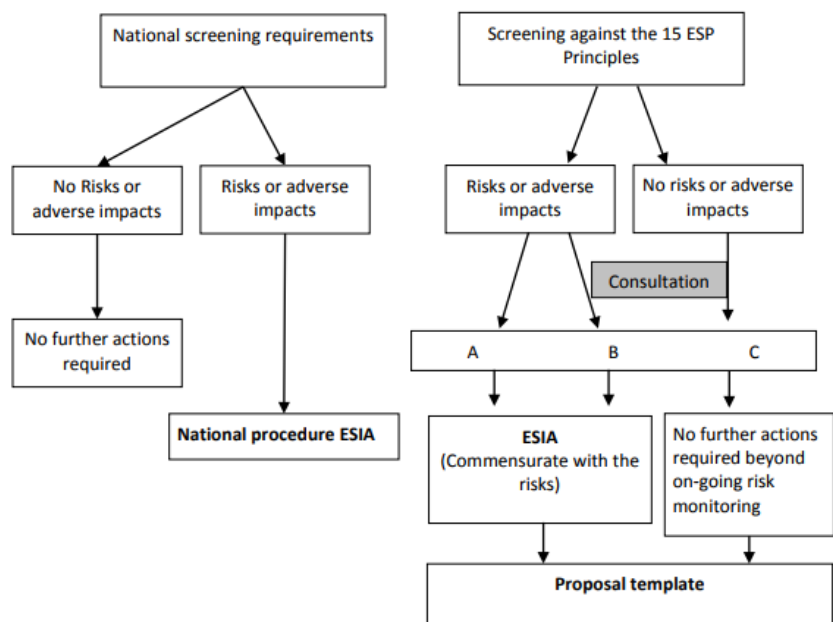 National screening requirements
Screening against the 15 ESP
Principles
No Risks or
adverse impacts
Risks or adverse
impacts
Risks or adverse
impacts
No risks or adverse
impacts
Consultation
No further actions
required
A B C
National procedure ESIA
ESIA
(Commensurate with the
risks)
No further actions
required beyond
on-going risk
monitoring
Proposal template